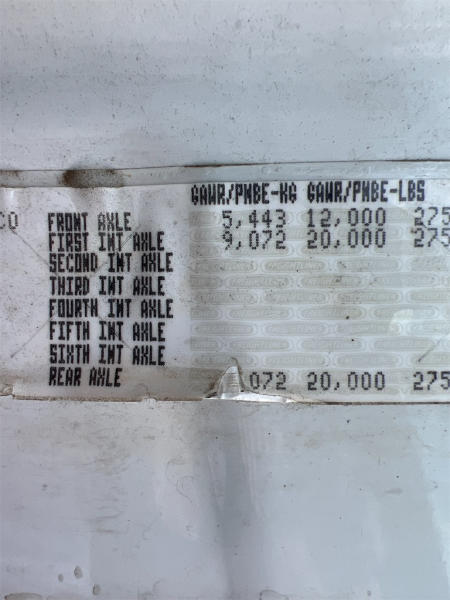 GAWR/PNBE-KG GAWR/PNBE-LBS
CO FRONT AXLE 5,443 12,000 275
FIRST INT AXLE 9,072 20,000 275
SECOND INT AXLE
THIRD INT AXLE
FOURTH INT AXLE
FIFTH INT AXLE
SIXTH INT AXLE
REAR AXLE ,072 20,000 275